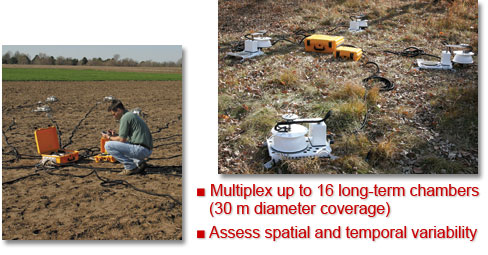 ■ Multiplex up to 16 long-term chambers
(30 m diameter coverage)
■ Assess spatial and temporal variability